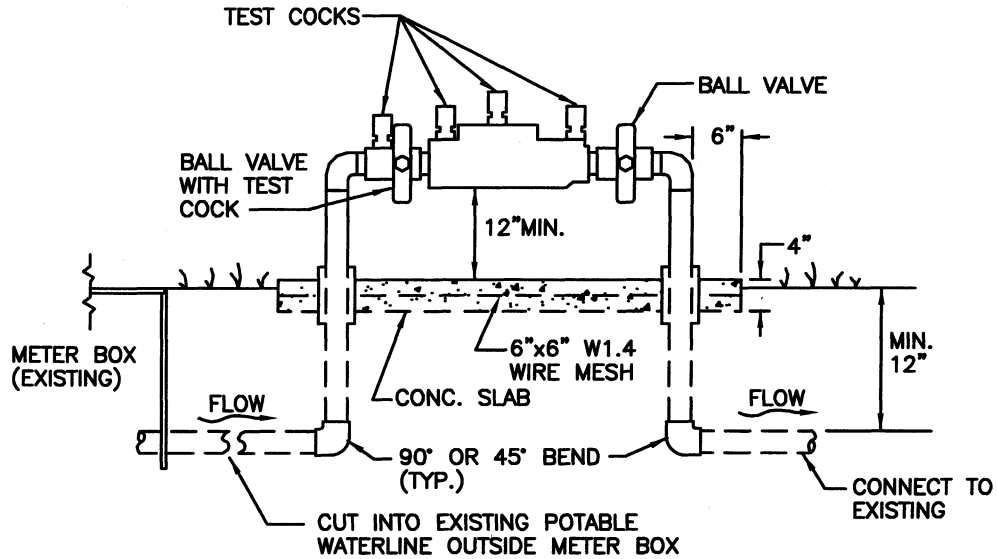 TEST COCKS
BALL VALVE
6"
BALL VALVE
WITH TEST
COCK
12"MIN.
4"
METER BOX
(EXISTING)
6"x6" W1.4
WIRE MESH
MIN.
12"
CONC. SLAB
FLOW
FLOW
90° OR 45° BEND
(TYP.)
CONNECT TO
EXISTING
CUT INTO EXISTING POTABLE
WATERLINE OUTSIDE METER BOX